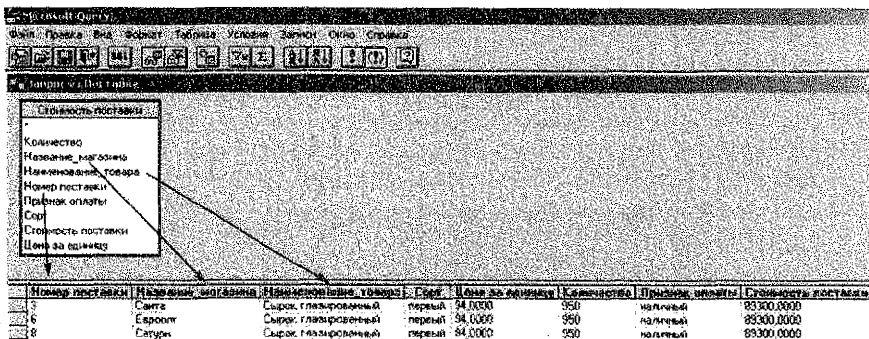 Microsoft Query
Файл Правка Вид Формат Таблица Условия Записи Окно Справка
Запрос из Поставке
Стоимость поставки
*
Количество
Название_магазина
Наименование_товара
Номер поставки
Признак оплаты
Сорт
Стоимость поставки
Цена за единицу
Номер поставки Название_магазина Наименование_товара Сорт Цена за единицу Количество Признак оплаты Стоимость поставки
3 Санта Сырок глазированный первый 94,0000 950 наличный 89300,0000
6 Евроопт Сырок глазированный первый 94,0000 950 наличный 89300,0000
8 Сатурн Сырок глазированный первый 94,0000 950 наличный 89300,0000